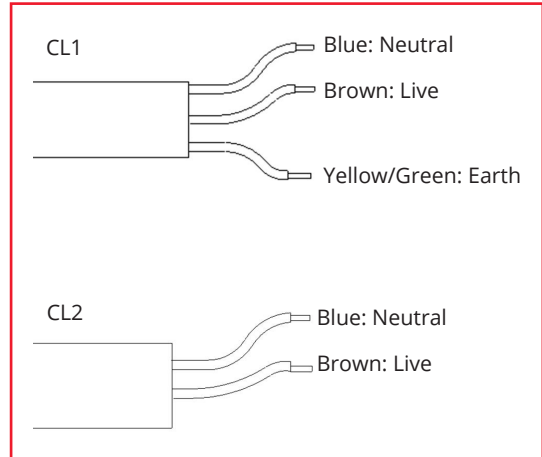 CL1
Blue: Neutral
Brown: Live
Yellow/Green: Earth
CL2
Blue: Neutral
Brown: Live